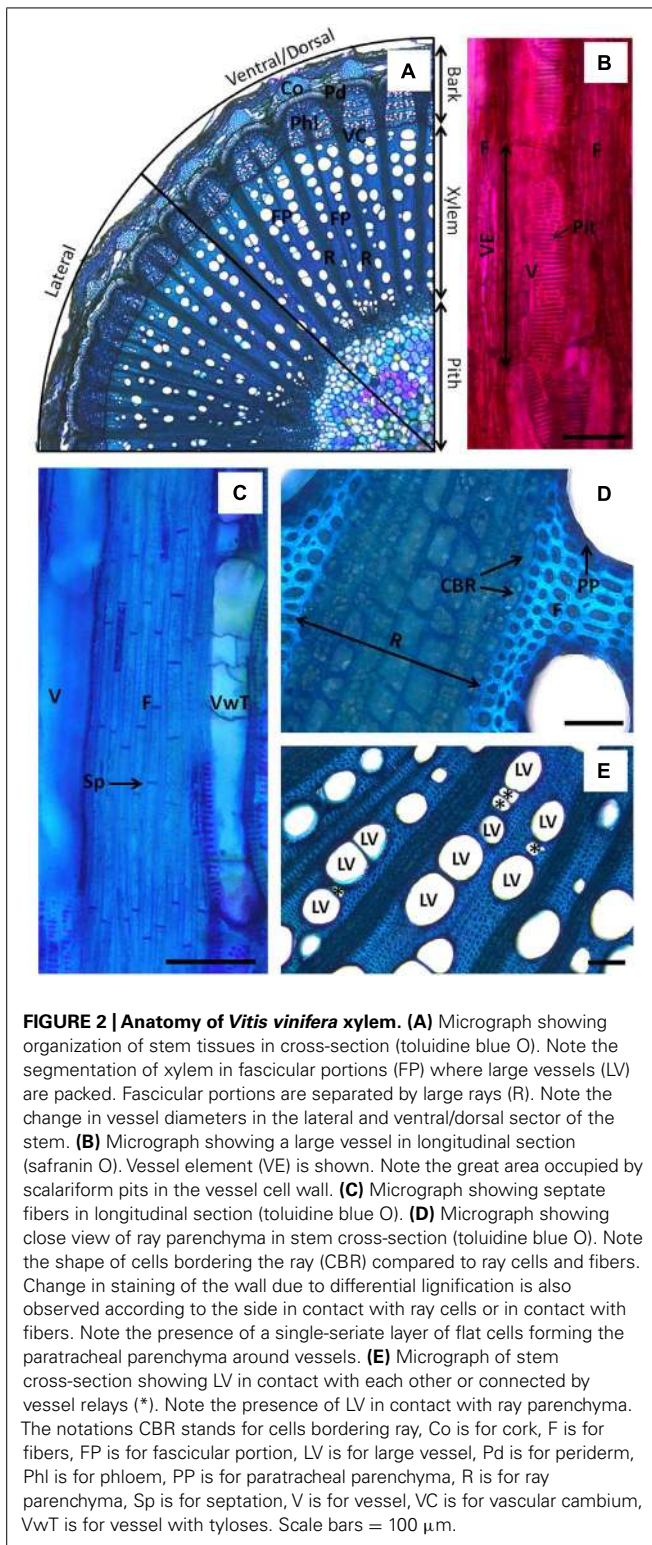 Ventral/Dorsal
Lateral
A
Co
Pd
Phl
VC
FP
FP
R
R
Bark
Xylem
Pith
B
F
F
VE
Pit
V
C
V
F
VwT
Sp
D
CBR
PP
F
R
E
LV
*
*
LV
LV
LV
LV
*
LV
LV
*
LV
LV
LV
FIGURE 2 | Anatomy of Vitis vinifera xylem. (A) Micrograph showing
organization of stem tissues in cross-section (toluidine blue O). Note the
segmentation of xylem in fascicular portions (FP) where large vessels (LV)
are packed. Fascicular portions are separated by large rays (R). Note the
change in vessel diameters in the lateral and ventral/dorsal sector of the
stem. (B) Micrograph showing a large vessel in longitudinal section
(safranin O). Vessel element (VE) is shown. Note the great area occupied by
scalariform pits in the vessel cell wall. (C) Micrograph showing septate
fibers in longitudinal section (toluidine blue O). (D) Micrograph showing
close view of ray parenchyma in stem cross-section (toluidine blue O). Note
the shape of cells bordering the ray (CBR) compared to ray cells and fibers.
Change in staining of the wall due to differential lignification is also
observed according to the side in contact with ray cells or in contact with
fibers. Note the presence of a single-seriate layer of flat cells forming the
paratracheal parenchyma around vessels. (E) Micrograph of stem
cross-section showing LV in contact with each other or connected by
vessel relays (*). Note the presence of LV in contact with ray parenchyma.
The notations CBR stands for cells bordering ray, Co is for cork, F is for
fibers, FP is for fascicular portion, LV is for large vessel, Pd is for periderm,
Phl is for phloem, PP is for paratracheal parenchyma, R is for ray
parenchyma, Sp is for septation, V is for vessel, VC is for vascular cambium,
VwT is for vessel with tyloses. Scale bars = 100 μm.